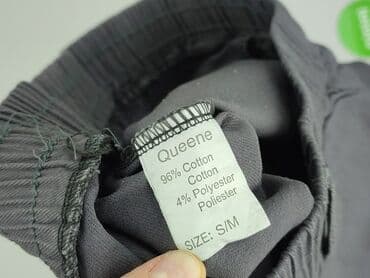 Queene
96% Cotton
Cotton
4% Polyester
Poliester
SIZE: S/M